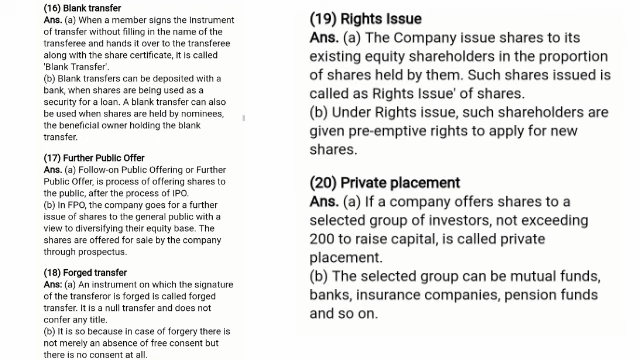 (16) Blank transfer
Ans. (a) When a member signs the Instrument
of transfer without filling in the name of the
transferee and hands it over to the transferee
along with the share certificate, it is called
'Blank Transfer'.
(b) Blank transfers can be deposited with a
bank, when shares are being used as a
security for a loan. A blank transfer can also
be used when shares are held by nominees,
the beneficial owner holding the blank
transfer.
(17) Further Public Offer
Ans. (a) Follow-on Public Offering or Further
Public Offer, is process of offering shares to
the public, after the process of IPO.
(b) In FPO, the company goes for a further
issue of shares to the general public with a
view to diversifying their equity base. The
shares are offered for sale by the company
through prospectus.
(18) Forged transfer
Ans: (a) An instrument on which the signature
of the transferor is forged is called forged
transfer. It is a null transfer and does not
confer any title.
(b) It is so because in case of forgery there is
not merely an absence of free consent but
there is no consent at all.
(19) Rights Issue
Ans. (a) The Company issue shares to its
existing equity shareholders in the proportion
of shares held by them. Such shares issued is
called as Rights Issue' of shares.
(b) Under Rights issue, such shareholders are
given pre-emptive rights to apply for new
shares.
(20) Private placement
Ans. (a) If a company offers shares to a
selected group of investors, not exceeding
200 to raise capital, is called private
placement.
(b) The selected group can be mutual funds,
banks, insurance companies, pension funds
and so on.